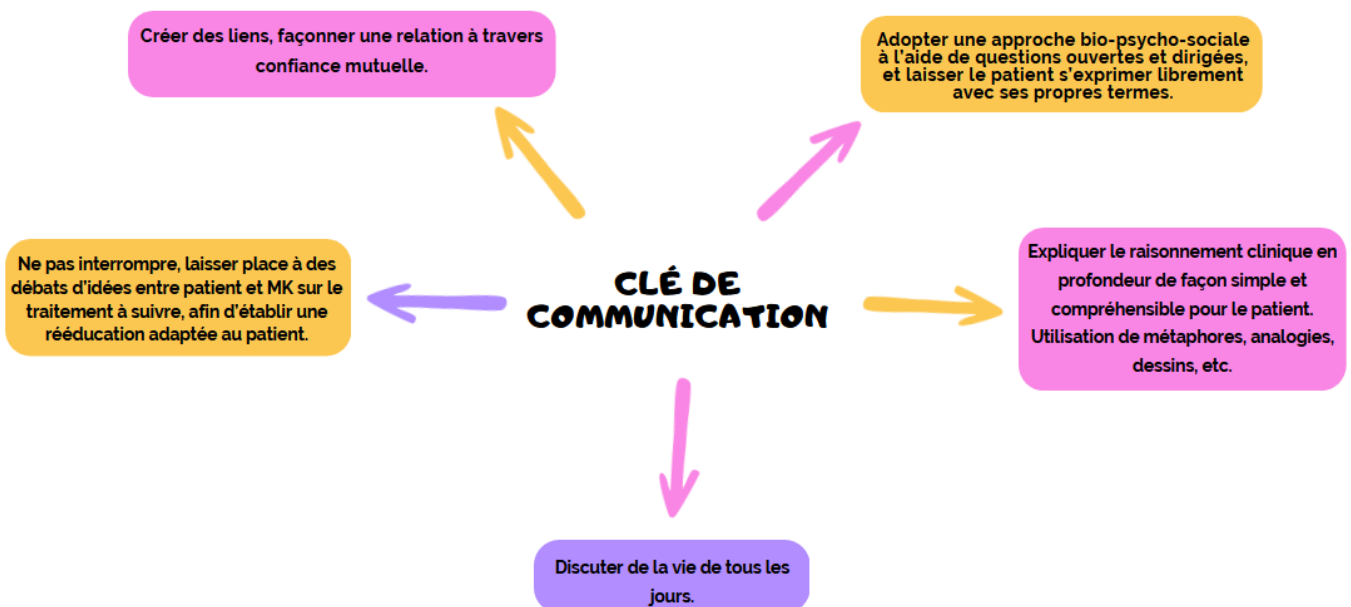 Créer des liens, façonner une relation à travers
confiance mutuelle.
Adopter une approche bio-psycho-sociale
à l'aide de questions ouvertes et dirigées,
et laisser le patient s'exprimer librement
avec ses propres termes.
Ne pas interrompre, laisser place à des
débats d'idées entre patient et MK sur le
traitement à suivre, afin d'établir une
rééducation adaptée au patient.
CLÉ DE
COMMUNICATION
Expliquer le raisonnement clinique en
profondeur de façon simple et
compréhensible pour le patient.
Utilisation de métaphores, analogies,
dessins, etc.
Discuter de la vie de tous les
jours.